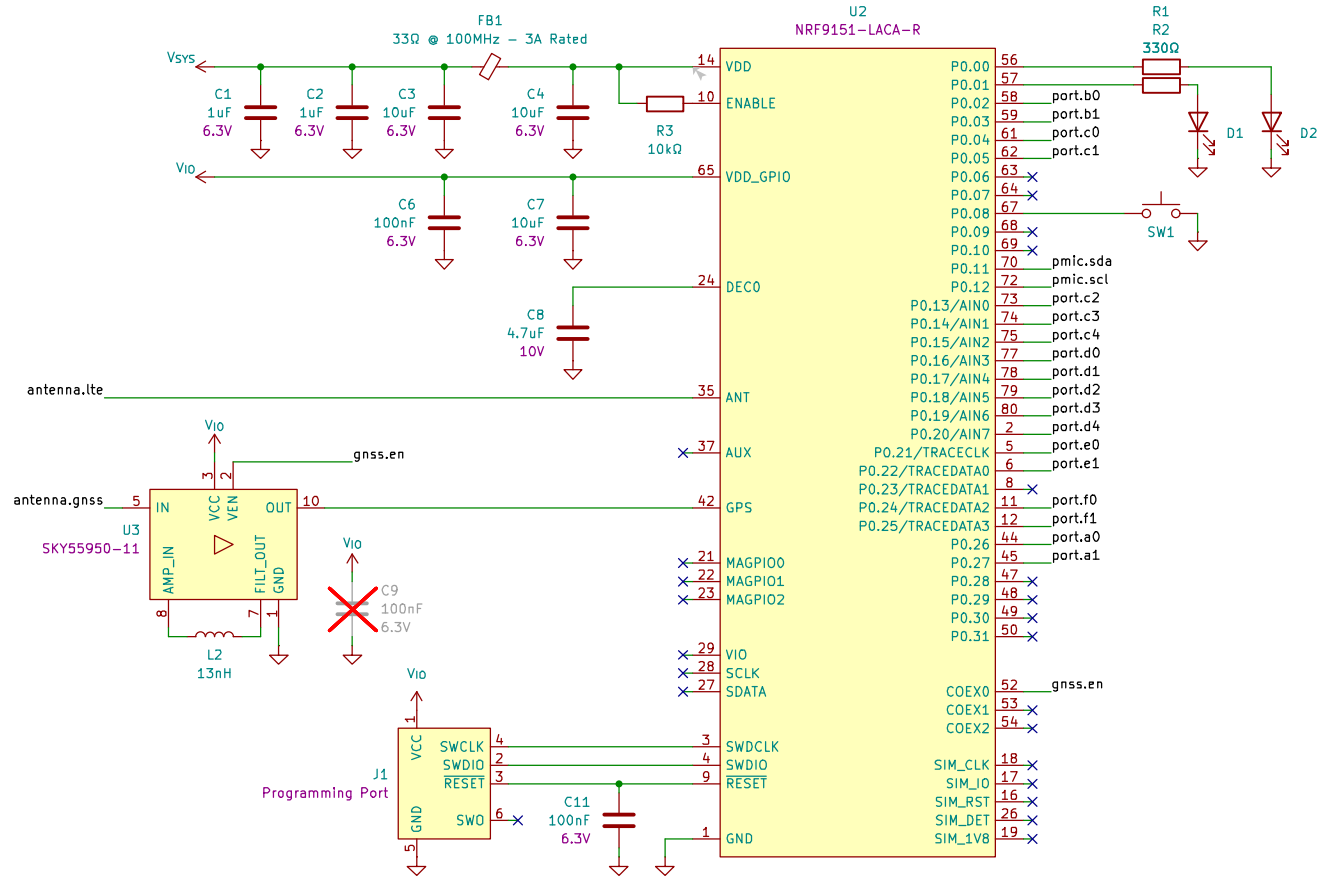 U2
NRF9151-LACA-R
FB1
33Ω @ 100MHz - 3A Rated
VSYS
C1
1uF
6.3V
C2
1uF
6.3V
C3
10uF
6.3V
C4
10uF
6.3V
R3
10kΩ
VIO
C6
100nF
6.3V
C7
10uF
6.3V
C8
4.7uF
10V
antenna.lte
VIO
gnss.en
antenna.gnss
5 IN
3 VCC
2 VEN
OUT 10
U3
SKY55950-11
AMP_IN 8
FILT_OUT 7
GND 1
L2
13nH
VIO
C9
100nF
6.3V
VIO
1 VCC
J1
Programming Port
SWCLK 4
SWDIO 2
RESET 3
SWO 6
GND 5
C11
100nF
6.3V
14 VDD
10 ENABLE
65 VDD_GPIO
24 DEC0
35 ANT
37 AUX
42 GPS
21 MAGPIO0
22 MAGPIO1
23 MAGPIO2
29 VIO
28 SCLK
27 SDATA
3 SWDCLK
4 SWDIO
9 RESET
1 GND
P0.00 56
P0.01 57
P0.02 58 port.b0
P0.03 59 port.b1
P0.04 61 port.c0
P0.05 62 port.c1
P0.06 63
P0.07 64
P0.08 67
P0.09 68
P0.10 69
P0.11 70 pmic.sda
P0.12 72 pmic.scl
P0.13/AIN0 73 port.c2
P0.14/AIN1 74 port.c3
P0.15/AIN2 75 port.c4
P0.16/AIN3 77 port.d0
P0.17/AIN4 78 port.d1
P0.18/AIN5 79 port.d2
P0.19/AIN6 80 port.d3
P0.20/AIN7 2 port.d4
P0.21/TRACECLK 5 port.e0
P0.22/TRACEDATA0 6 port.e1
P0.23/TRACEDATA1 8
P0.24/TRACEDATA2 11 port.f0
P0.25/TRACEDATA3 12 port.f1
P0.26 44 port.a0
P0.27 45 port.a1
P0.28 47
P0.29 48
P0.30 49
P0.31 50
COEX0 52 gnss.en
COEX1 53
COEX2 54
SIM_CLK 18
SIM_IO 17
SIM_RST 16
SIM_DET 26
SIM_1V8 19
R1
R2
330Ω
D1
D2
SW1